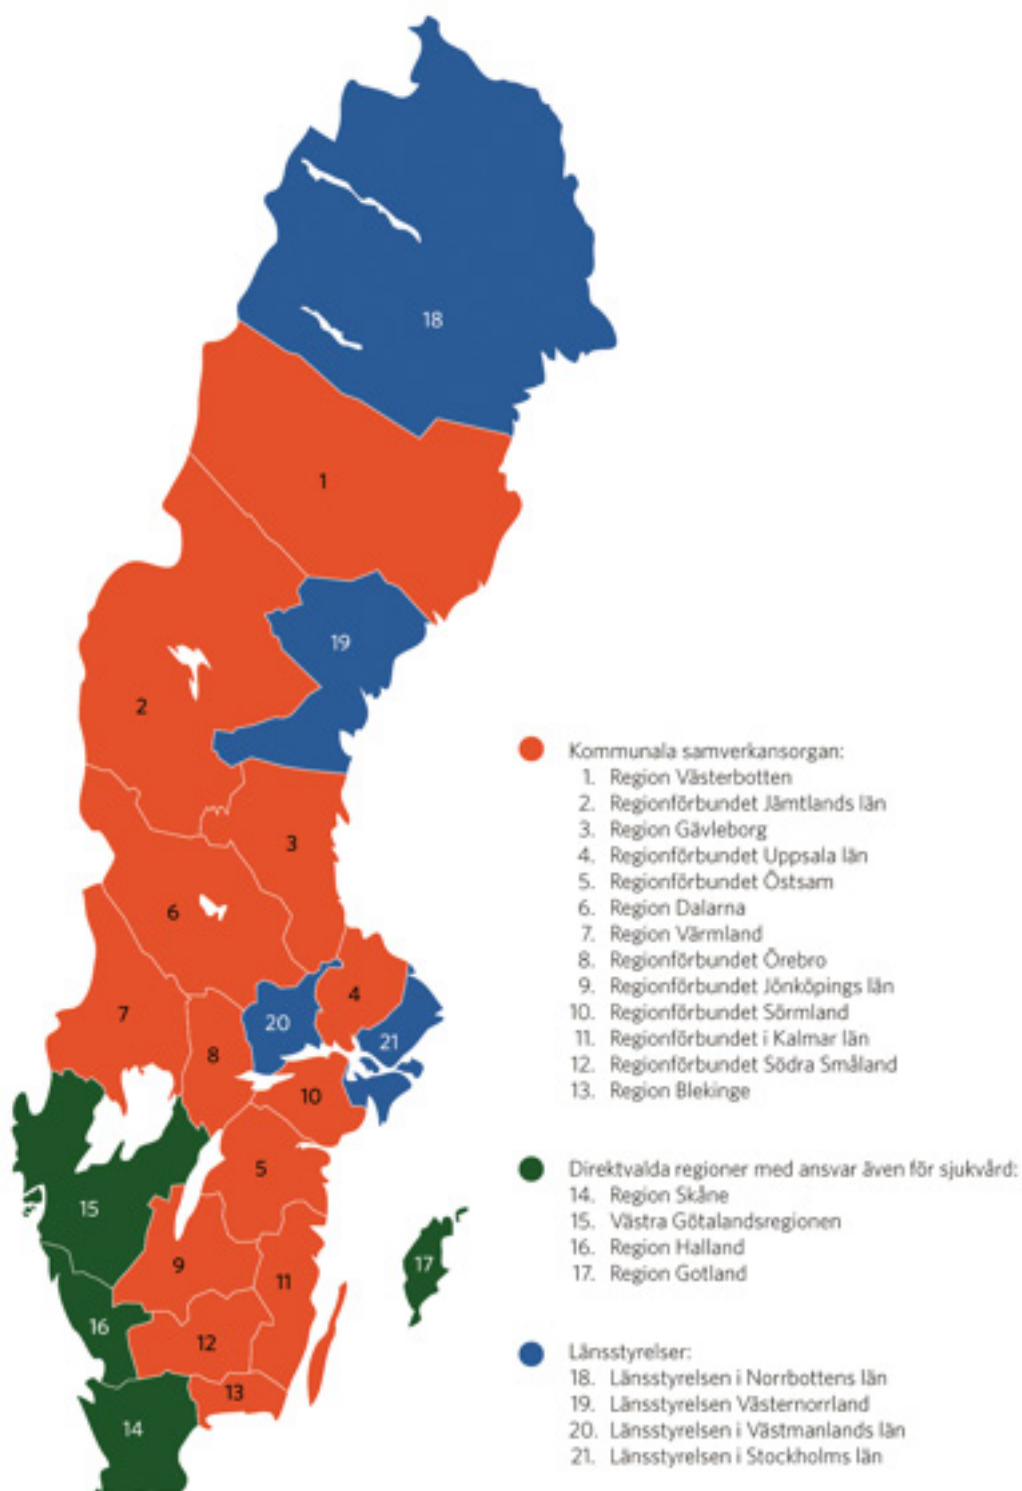 18
1
19
2
3
6
4
7
20
21
8
10
5
15
9
17
11
16
12
13
14
Kommunala samverkansorgan:
1. Region Västerbotten
2. Regionförbundet Jämtlands län
3. Region Gävleborg
4. Regionförbundet Uppsala län
5. Regionförbundet Östsam
6. Region Dalarna
7. Region Värmland
8. Regionförbundet Örebro
9. Regionförbundet Jönköpings län
10. Regionförbundet Sörmland
11. Regionförbundet i Kalmar län
12. Regionförbundet Södra Småland
13. Region Blekinge
Direktvalda regioner med ansvar även för sjukvård:
14. Region Skåne
15. Västra Götalandsregionen
16. Region Halland
17. Region Gotland
Länsstyrelser:
18. Länsstyrelsen i Norrbottens län
19. Länsstyrelsen Västernorrland
20. Länsstyrelsen i Västmanlands län
21. Länsstyrelsen i Stockholms län